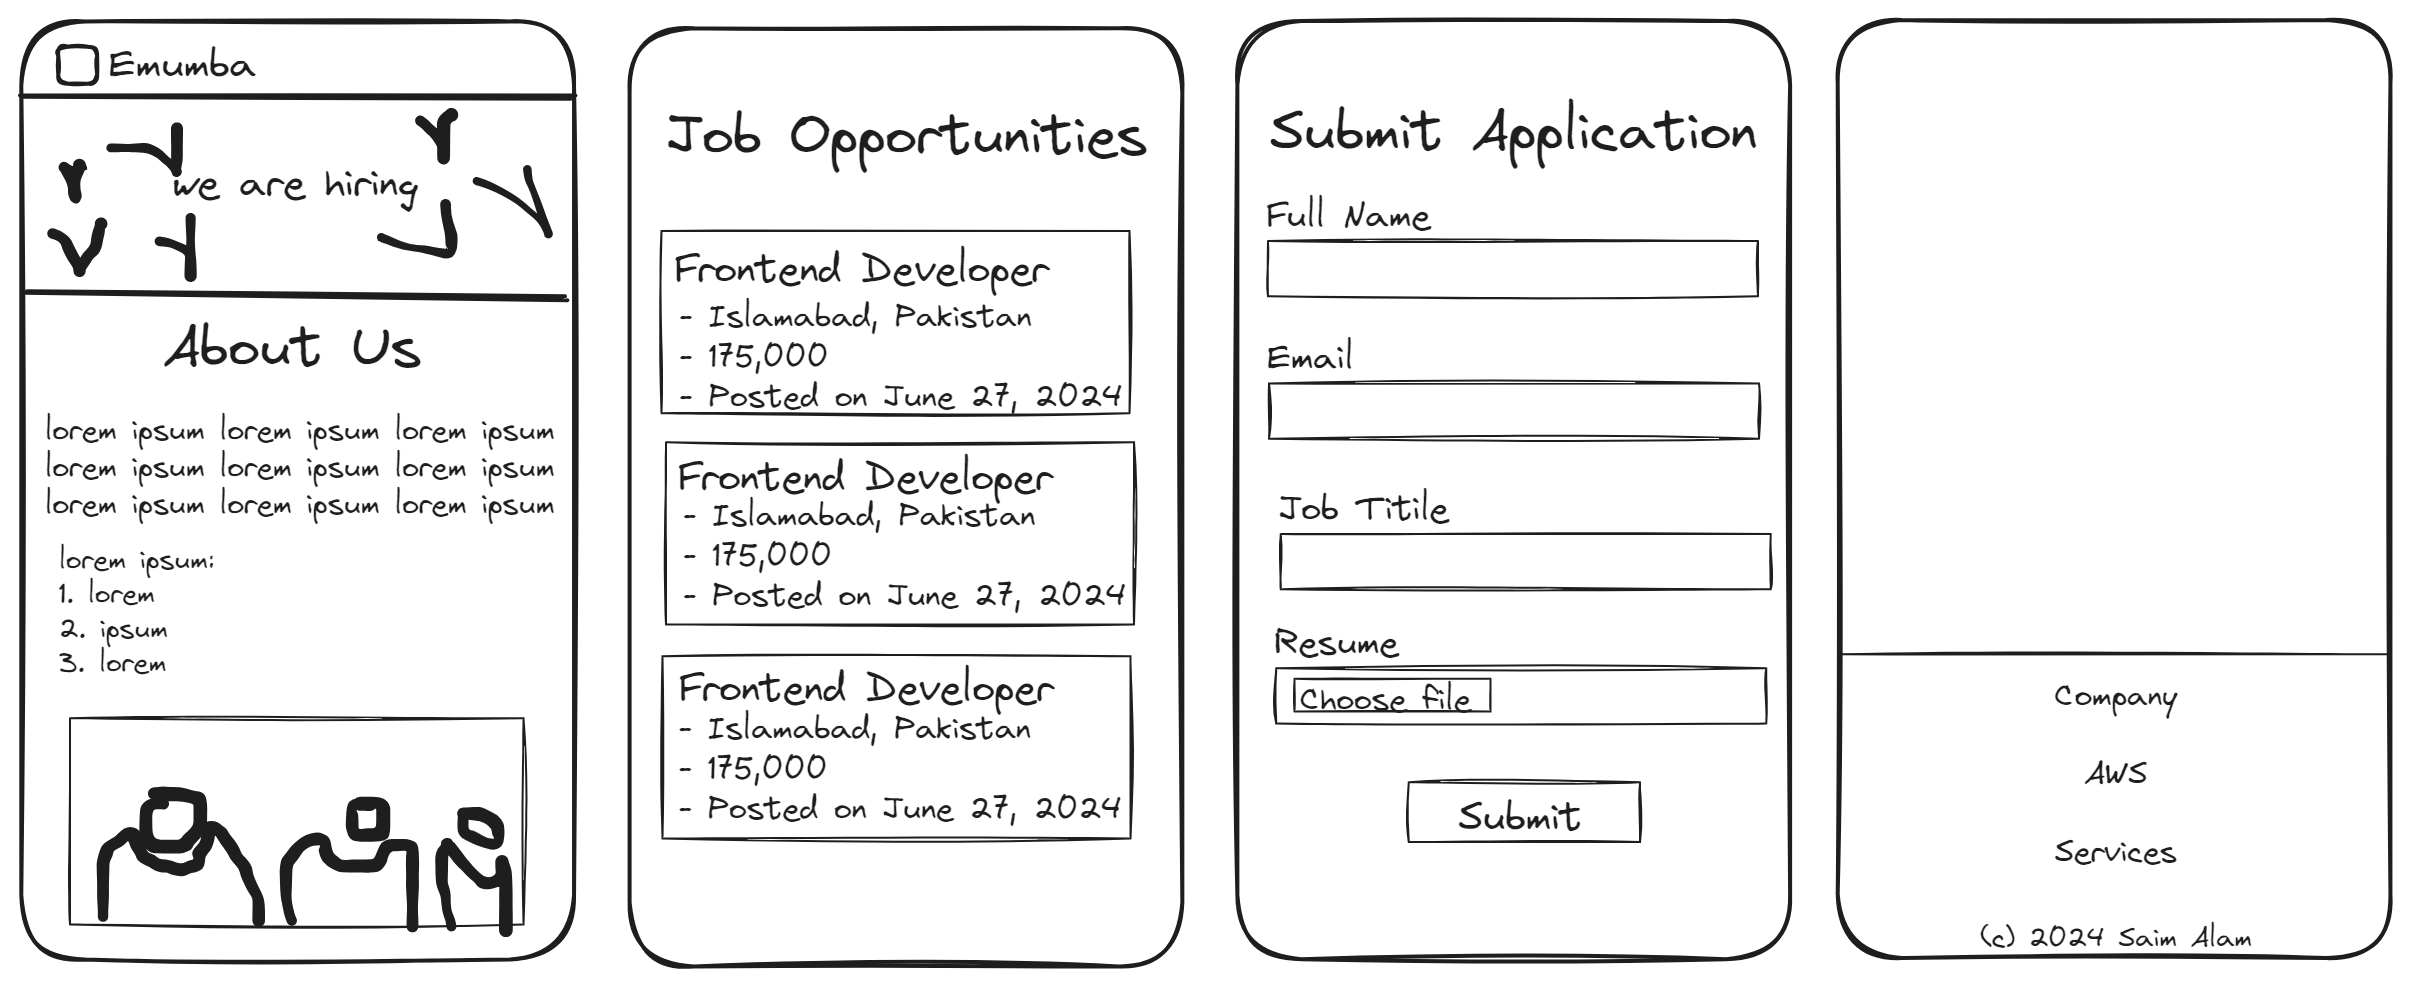 Emumba
we are hiring
About Us
lorem ipsum lorem ipsum lorem ipsum
lorem ipsum lorem ipsum lorem ipsum
lorem ipsum lorem ipsum lorem ipsum
lorem ipsum:
1. lorem
2. ipsum
3. lorem
Job Opportunities
Frontend Developer
- Islamabad, Pakistan
- 175,000
- Posted on June 27, 2024
Frontend Developer
- Islamabad, Pakistan
- 175,000
- Posted on June 27, 2024
Frontend Developer
- Islamabad, Pakistan
- 175,000
- Posted on June 27, 2024
Submit Application
Full Name
Email
Job Titile
Resume
Choose file
Submit
Company
AWS
Services
(c) 2024 Saim Alam